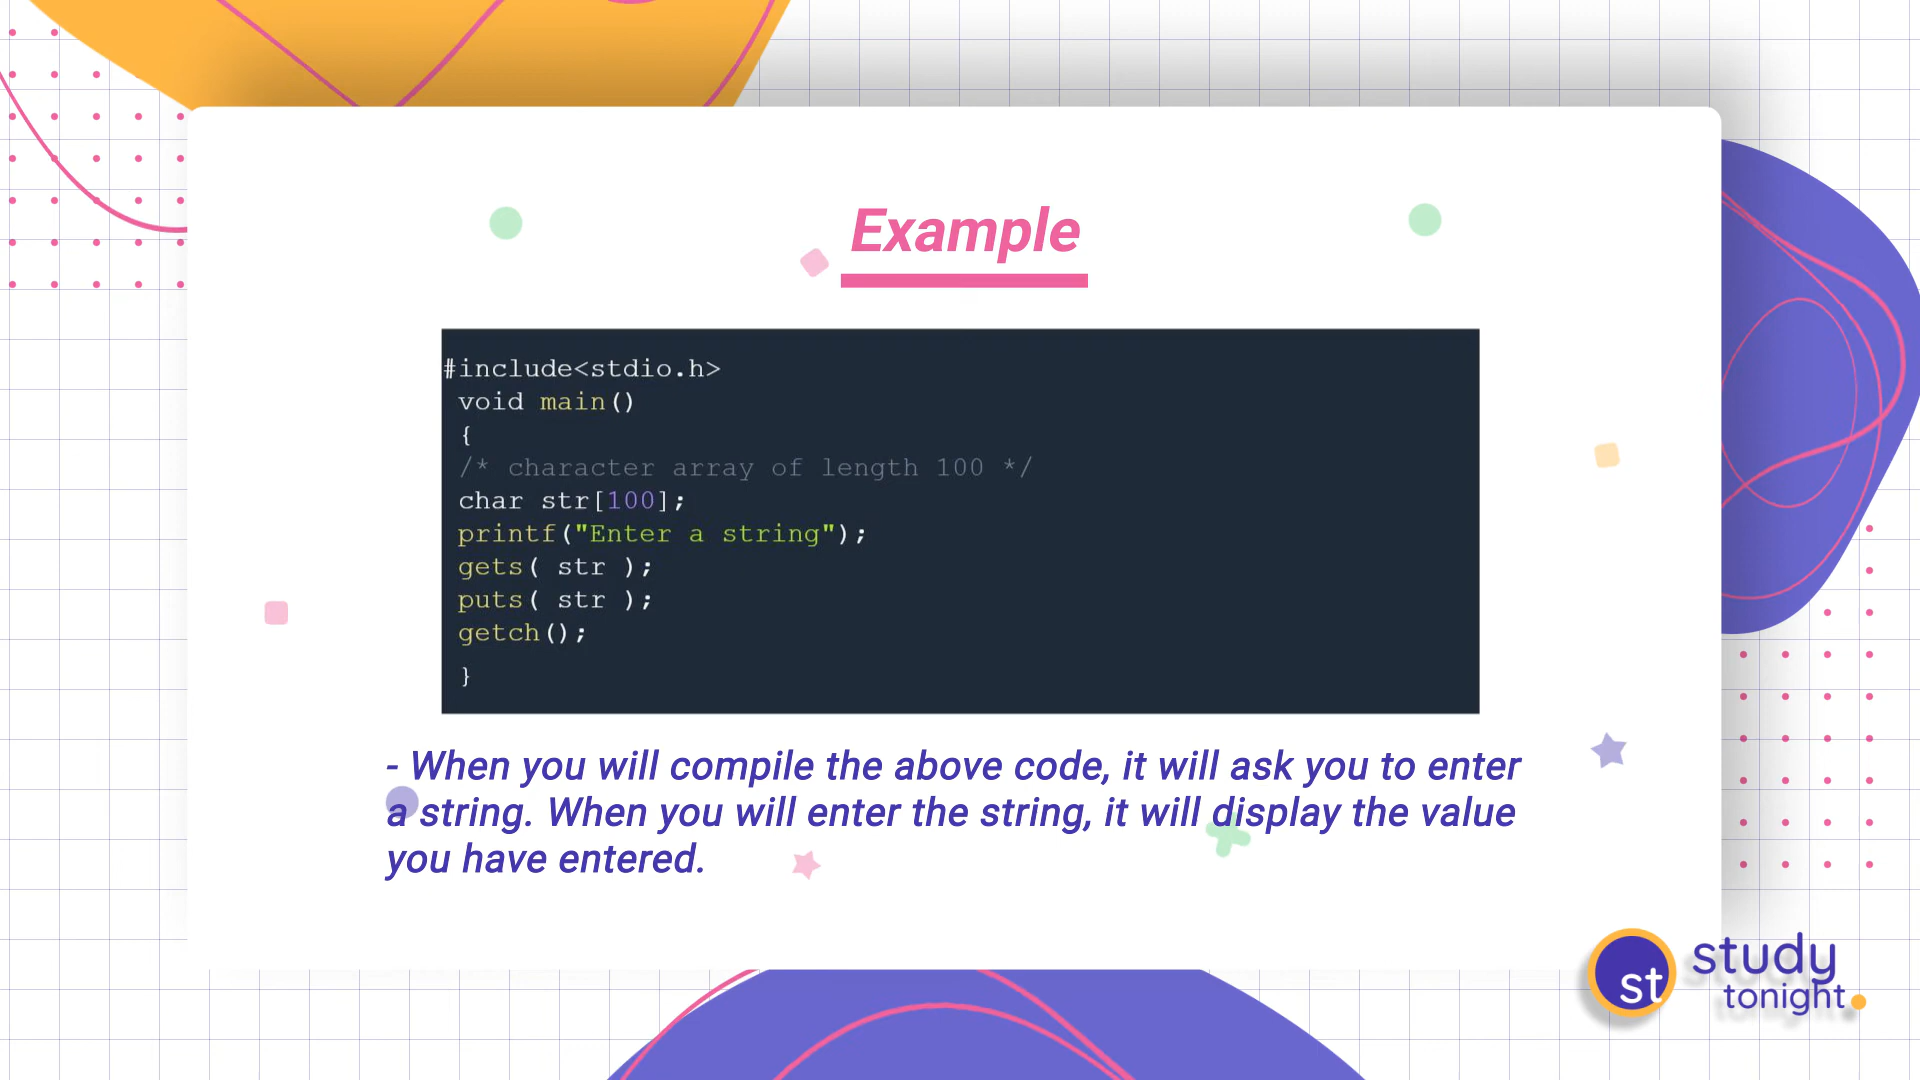 Example
#include<stdio.h>
void main()
{
/* character array of length 100 */
char str[100];
printf("Enter a string");
gets( str );
puts( str );
getch();
}
- When you will compile the above code, it will ask you to enter
a string. When you will enter the string, it will display the value
you have entered.
st
study
tonight.